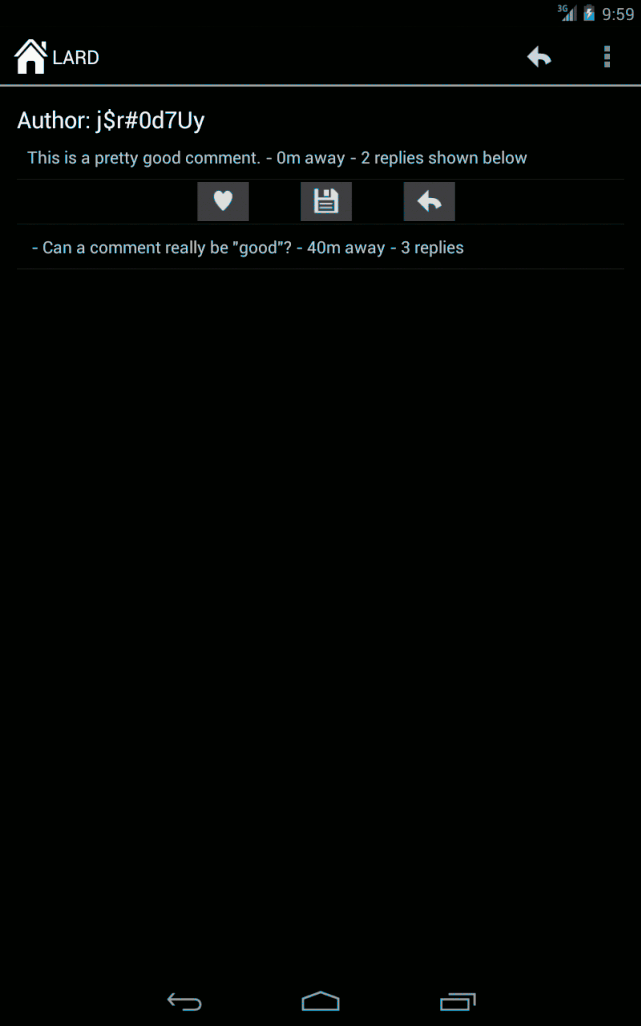 3G 9:59
LARD
Author: j$r#0d7Uy
This is a pretty good comment. - 0m away - 2 replies shown below
- Can a comment really be "good"? - 40m away - 3 replies